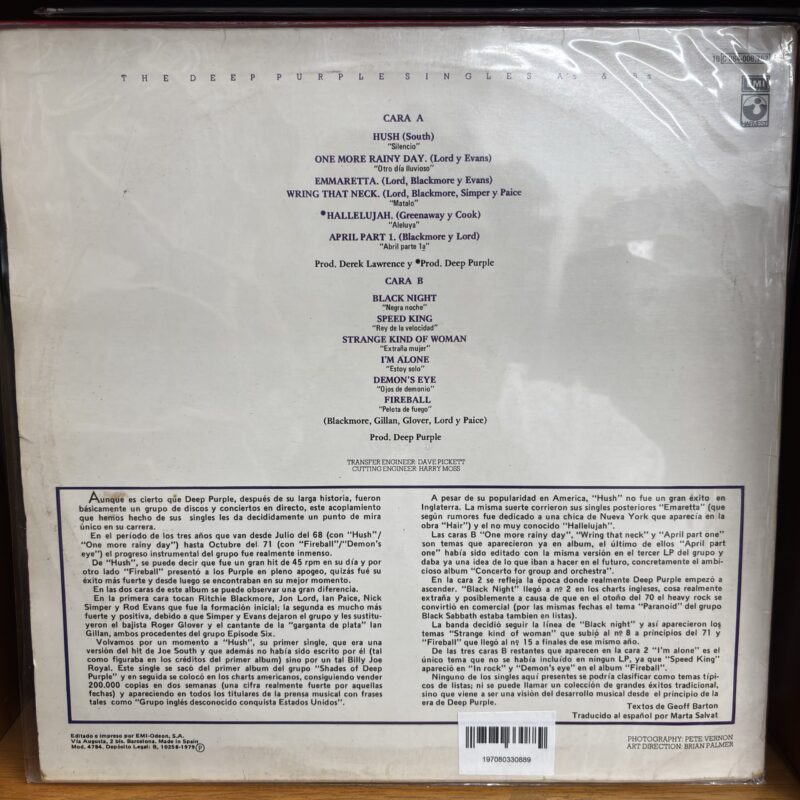 THE DEEP PURPLE SINGLES A's & B's
EMI
HARVEST
CARA A
HUSH (South)
"Silencio"
ONE MORE RAINY DAY. (Lord y Evans)
"Otro día lluvioso"
EMMARETTA. (Lord, Blackmore y Evans)
WRING THAT NECK. (Lord, Blackmore, Simper y Paice
"Matalo"
*HALLELUJAH. (Greenaway y Cook)
"Aleluya"
APRIL PART 1. (Blackmore y Lord)
"Abril parte 1a"
Prod. Derek Lawrence y *Prod. Deep Purple
CARA B
BLACK NIGHT
"Negra noche"
SPEED KING
"Rey de la velocidad"
STRANGE KIND OF WOMAN
"Extraña mujer"
I'M ALONE
"Estoy solo"
DEMON'S EYE
"Ojos de demonio"
FIREBALL
"Pelota de fuego"
(Blackmore, Gillan, Glover, Lord y Paice)
Prod. Deep Purple
TRANSFER ENGINEER DAVE PICKETT
CUTTING ENGINEER HARRY MOSS
Aunque es cierto que Deep Purple, después de su larga historia, fueron
básicamente un grupo de discos y conciertos en directo, este acoplamiento
que hemos hecho de sus singles les da decididamente un punto de mira
único en su carrera.
En el período de los tres años que van desde Julio del 68 (con "Hush"/
"One more rainy day") hasta Octubre del 71 (con "Fireball"/"Demon's
eye") el progreso instrumental del grupo fue realmente inmenso.
De "Hush", se puede decir que fue un gran hit de 45 rpm en su día y por
otro lado "Fireball" presentó a los Purple en pleno apogeo, quizás fué su
éxito más fuerte y desde luego se encontraban en su mejor momento.
En las dos caras de este album se puede observar una gran diferencia.
En la primera cara tocan Ritchie Blackmore, Jon Lord, Ian Paice, Nick
Simper y Rod Evans que fue la formación inicial; la segunda es mucho más
fuerte y positiva, debido a que Simper y Evans dejaron el grupo y les sustitu-
yeron el bajista Roger Glover y el cantante de la "garganta de plata" Ian
Gillan, ambos procedentes del grupo Episode Six.
Volvamos por un momento a "Hush", su primer single, que era una
versión del hit de Joe South y que además no había sido escrito por él (tal
como figuraba en los créditos del primer album) sino por un tal Billy Joe
Royal. Este single se sacó del primer album del grupo "Shades of Deep
Purple" y en seguida se colocó en los charts americanos, consiguiendo vender
200.000 copias en dos semanas (una cifra realmente fuerte por aquellas
fechas) y apareciendo en todos los titulares de la prensa musical con frases
tales como "Grupo inglés desconocido conquista Estados Unidos".
A pesar de su popularidad en America, "Hush" no fue un gran éxito en
Inglaterra. La misma suerte corrieron sus singles posteriores "Emaretta" (que
según rumores fue dedicado a una chica de Nueva York que aparecía en la
obra "Hair") y el no muy conocido "Hallelujah".
Las caras B "One more rainy day", "Wring that neck" y "April part one"
son temas que aparecieron ya en album, el último de ellos "April part
one" había sido editado con la misma versión en el tercer LP del grupo y
daba ya una idea de lo que iban a hacer en el futuro, concretamente el ambi-
cioso album "Concerto for group and orchestra".
En la cara 2 se refleja la época donde realmente Deep Purple empezó a
ascender. "Black Night" llegó a nº 2 en los charts ingleses, cosa realmente
extraña y posiblemente a causa de que en el otoño del 70 el heavy rock se
convirtió en comercial (por las mismas fechas el tema "Paranoid" del grupo
Black Sabbath estaba tambien en listas).
La banda decidió seguir la línea de "Black night" y así aparecieron los
temas "Strange kind of woman" que subió al nº 8 a principios del 71 y
"Fireball" que llegó al nº 15 a finales de ese mismo año.
De las tres caras B restantes que aparecen en la cara 2 "I'm alone" es el
único tema que no se había incluído en ningun LP, ya que "Speed King"
apareció en "In rock" y "Demon's eye" en el album "Fireball".
Ninguno de los singles aquí presentes se podría clasificar como temas típi-
cos de listas; ni se puede llamar un colección de grandes éxitos tradicional,
sino que viene a ser una visión del desarrollo musical desde el principio de la
era de Deep Purple.
Textos de Geoff Barton
Traducido al español por Marta Salvat
Editado e impreso por EMI-Odeon, S.A.
Vía Augusta, 2 bis. Barcelona. Made in Spain
Mod. 4784. Depósito Legal: B, 10258-1979 Ⓟ
197080330889
PHOTOGRAPHY: PETE VERNON
ART DIRECTION: BRIAN PALMER